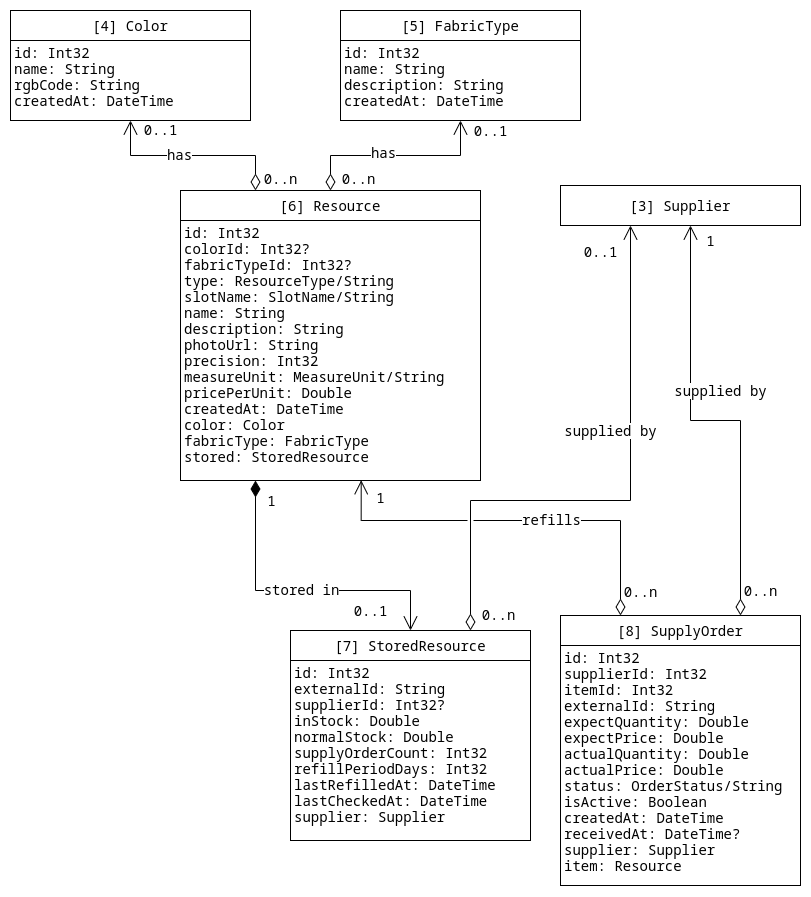 [4] Color
id: Int32
name: String
rgbCode: String
createdAt: DateTime
[5] FabricType
id: Int32
name: String
description: String
createdAt: DateTime
0..1
0..1
has
has
0..n
0..n
[6] Resource
id: Int32
colorId: Int32?
fabricTypeId: Int32?
type: ResourceType/String
slotName: SlotName/String
name: String
description: String
photoUrl: String
precision: Int32
measureUnit: MeasureUnit/String
pricePerUnit: Double
createdAt: DateTime
color: Color
fabricType: FabricType
stored: StoredResource
[3] Supplier
0..1
1
supplied by
supplied by
1
1
refills
stored in
0..1
0..n
0..n
0..n
[7] StoredResource
id: Int32
externalId: String
supplierId: Int32?
inStock: Double
normalStock: Double
supplyOrderCount: Int32
refillPeriodDays: Int32
lastRefilledAt: DateTime
lastCheckedAt: DateTime
supplier: Supplier
[8] SupplyOrder
id: Int32
supplierId: Int32
itemId: Int32
externalId: String
expectQuantity: Double
expectPrice: Double
actualQuantity: Double
actualPrice: Double
status: OrderStatus/String
isActive: Boolean
createdAt: DateTime
receivedAt: DateTime?
supplier: Supplier
item: Resource